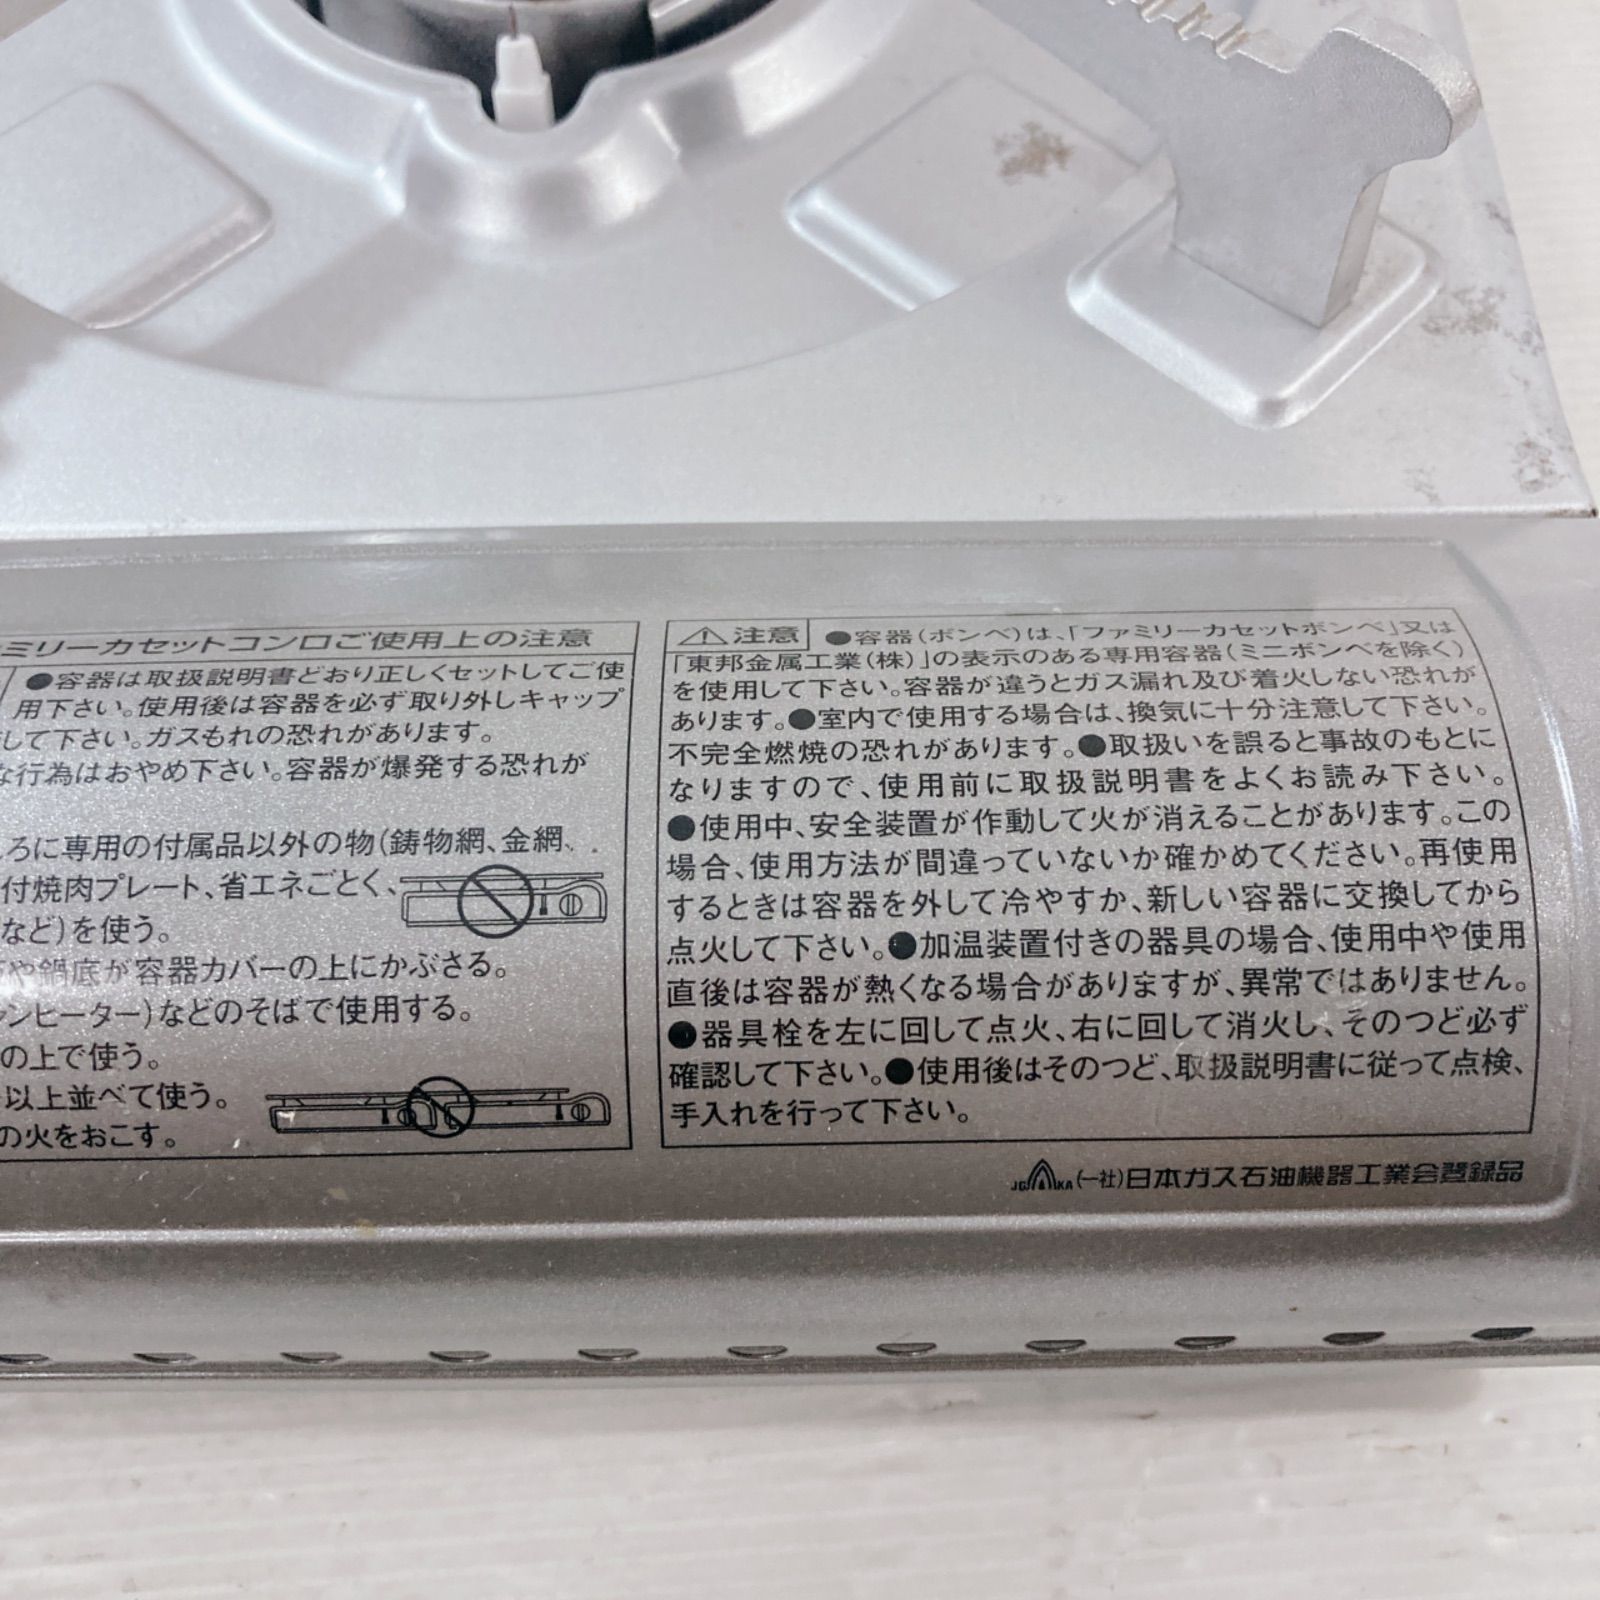 ミリーカセットコンロご使用上の注意
●容器は取扱説明書どおり正しくセットしてご使
用下さい。使用後は容器を必ず取り外しキャップ
して下さい。ガスもれの恐れがあります。
な行為はおやめ下さい。容器が爆発する恐れが
ろに専用の付属品以外の物(鋳物網、金網、
付焼肉プレート、省エネごとく、
など)を使う。
や鍋底が容器カバーの上にかぶさる。
ンヒーター)などのそばで使用する。
の上で使う。
以上並べて使う。
の火をおこす。
⚠注意 ●容器(ボンベ)は、「ファミリーカセットボンベ」又は
「東邦金属工業(株)」の表示のある専用容器(ミニボンベを除く)
を使用して下さい。容器が違うとガス漏れ及び着火しない恐れが
あります。●室内で使用する場合は、換気に十分注意して下さい。
不完全燃焼の恐れがあります。●取扱いを誤ると事故のもとに
なりますので、使用前に取扱説明書をよくお読み下さい。
●使用中、安全装置が作動して火が消えることがあります。この
場合、使用方法が間違っていないか確かめてください。再使用
するときは容器を外して冷やすか、新しい容器に交換してから
点火して下さい。●加温装置付きの器具の場合、使用中や使用
直後は容器が熱くなる場合がありますが、異常ではありません。
●器具栓を左に回して点火、右に回して消火し、そのつど必ず
確認して下さい。●使用後はそのつど、取扱説明書に従って点検、
手入れを行って下さい。
JG KA (一社)日本ガス石油機器工業会登録品